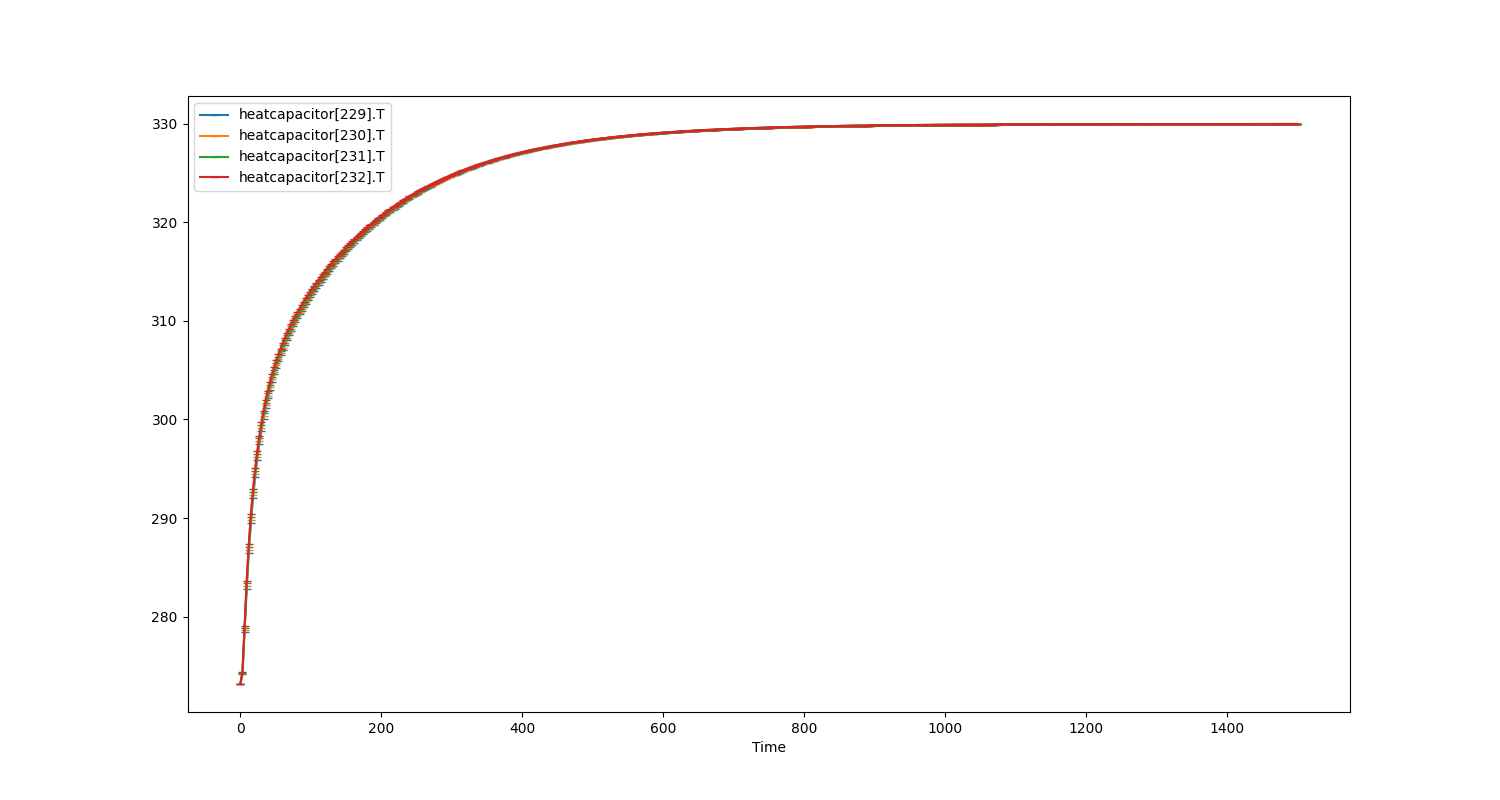 heatcapacitor[229].T
heatcapacitor[230].T
heatcapacitor[231].T
heatcapacitor[232].T
330
320
310
300
290
280
0 200 400 600 800 1000 1200 1400
Time